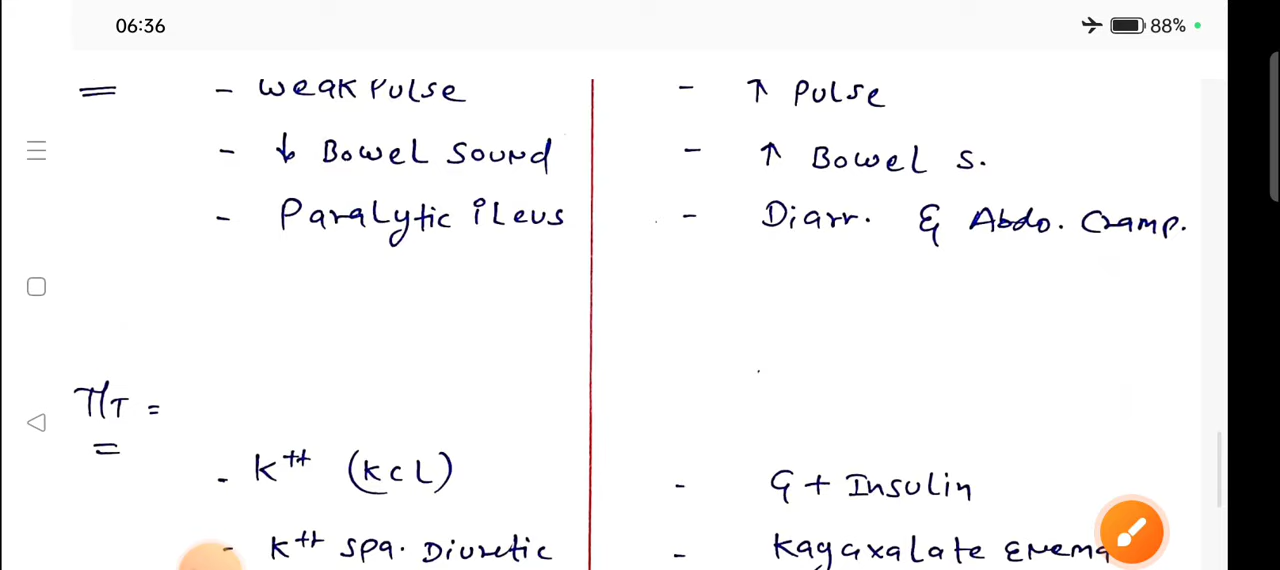 06:36 88%
= - Weak Pulse - ↑ Pulse
- ↓ Bowel Sound - ↑ Bowel S.
- Paralytic ileus - Diarr. & Abdo. Cramp.
T/T =
=
- K++ (KCL) - G + Insulin
- K++ Spa. Diuretic - Kayaxalate Enema